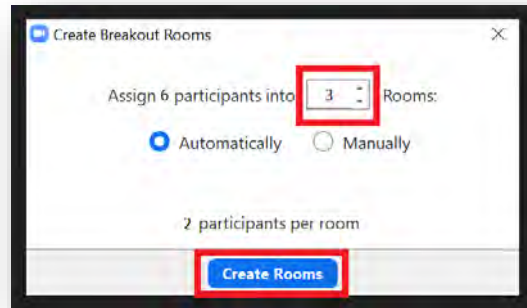 Create Breakout Rooms
Assign 6 participants into 3 Rooms:
Automatically Manually
2 participants per room
Create Rooms